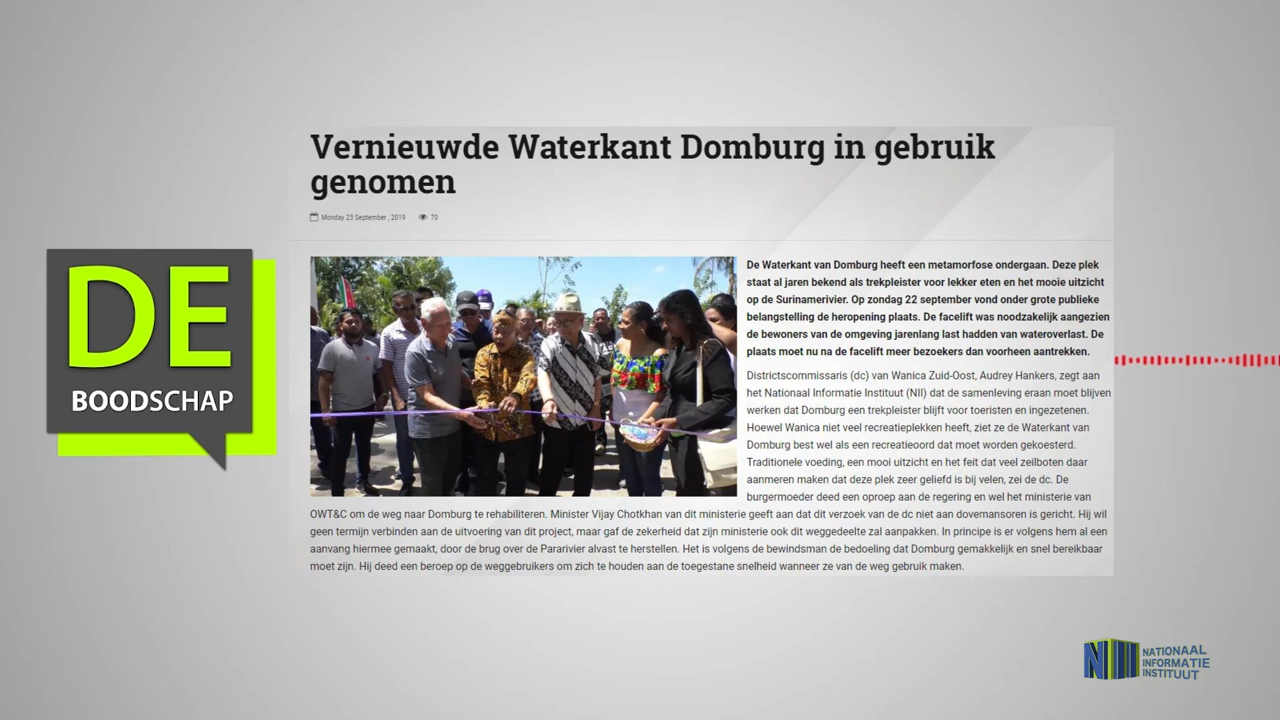 Vernieuwde Waterkant Domburg in gebruik
genomen
Monday 23 September , 2019 70
DE
BOODSCHAP
De Waterkant van Domburg heeft een metamorfose ondergaan. Deze plek
staat al jaren bekend als trekpleister voor lekker eten en het mooie uitzicht
op de Surinamerivier. Op zondag 22 september vond onder grote publieke
belangstelling de heropening plaats. De facelift was noodzakelijk aangezien
de bewoners van de omgeving jarenlang last hadden van wateroverlast. De
plaats moet nu na de facelift meer bezoekers dan voorheen aantrekken.
Districtscommissaris (dc) van Wanica Zuid-Oost, Audrey Hankers, zegt aan
het Nationaal Informatie Instituut (NII) dat de samenleving eraan moet blijven
werken dat Domburg een trekpleister blijft voor toeristen en ingezetenen.
Hoewel Wanica niet veel recreatieplekken heeft, ziet ze de Waterkant van
Domburg best wel als een recreatieoord dat moet worden gekoesterd.
Traditionele voeding, een mooi uitzicht en het feit dat veel zeilboten daar
aanmeren maken dat deze plek zeer geliefd is bij velen, zei de dc. De
burgermoeder deed een oproep aan de regering en wel het ministerie van
OWT&C om de weg naar Domburg te rehabiliteren. Minister Vijay Chotkhan van dit ministerie geeft aan dat dit verzoek van de dc niet aan dovemansoren is gericht. Hij wil
geen termijn verbinden aan de uitvoering van dit project, maar gaf de zekerheid dat zijn ministerie ook dit weggedeelte zal aanpakken. In principe is er volgens hem al een
aanvang hiermee gemaakt, door de brug over de Pararivier alvast te herstellen. Het is volgens de bewindsman de bedoeling dat Domburg gemakkelijk en snel bereikbaar
moet zijn. Hij deed een beroep op de weggebruikers om zich te houden aan de toegestane snelheid wanneer ze van de weg gebruik maken.
NII NATIONAAL
INFORMATIE
INSTITUUT